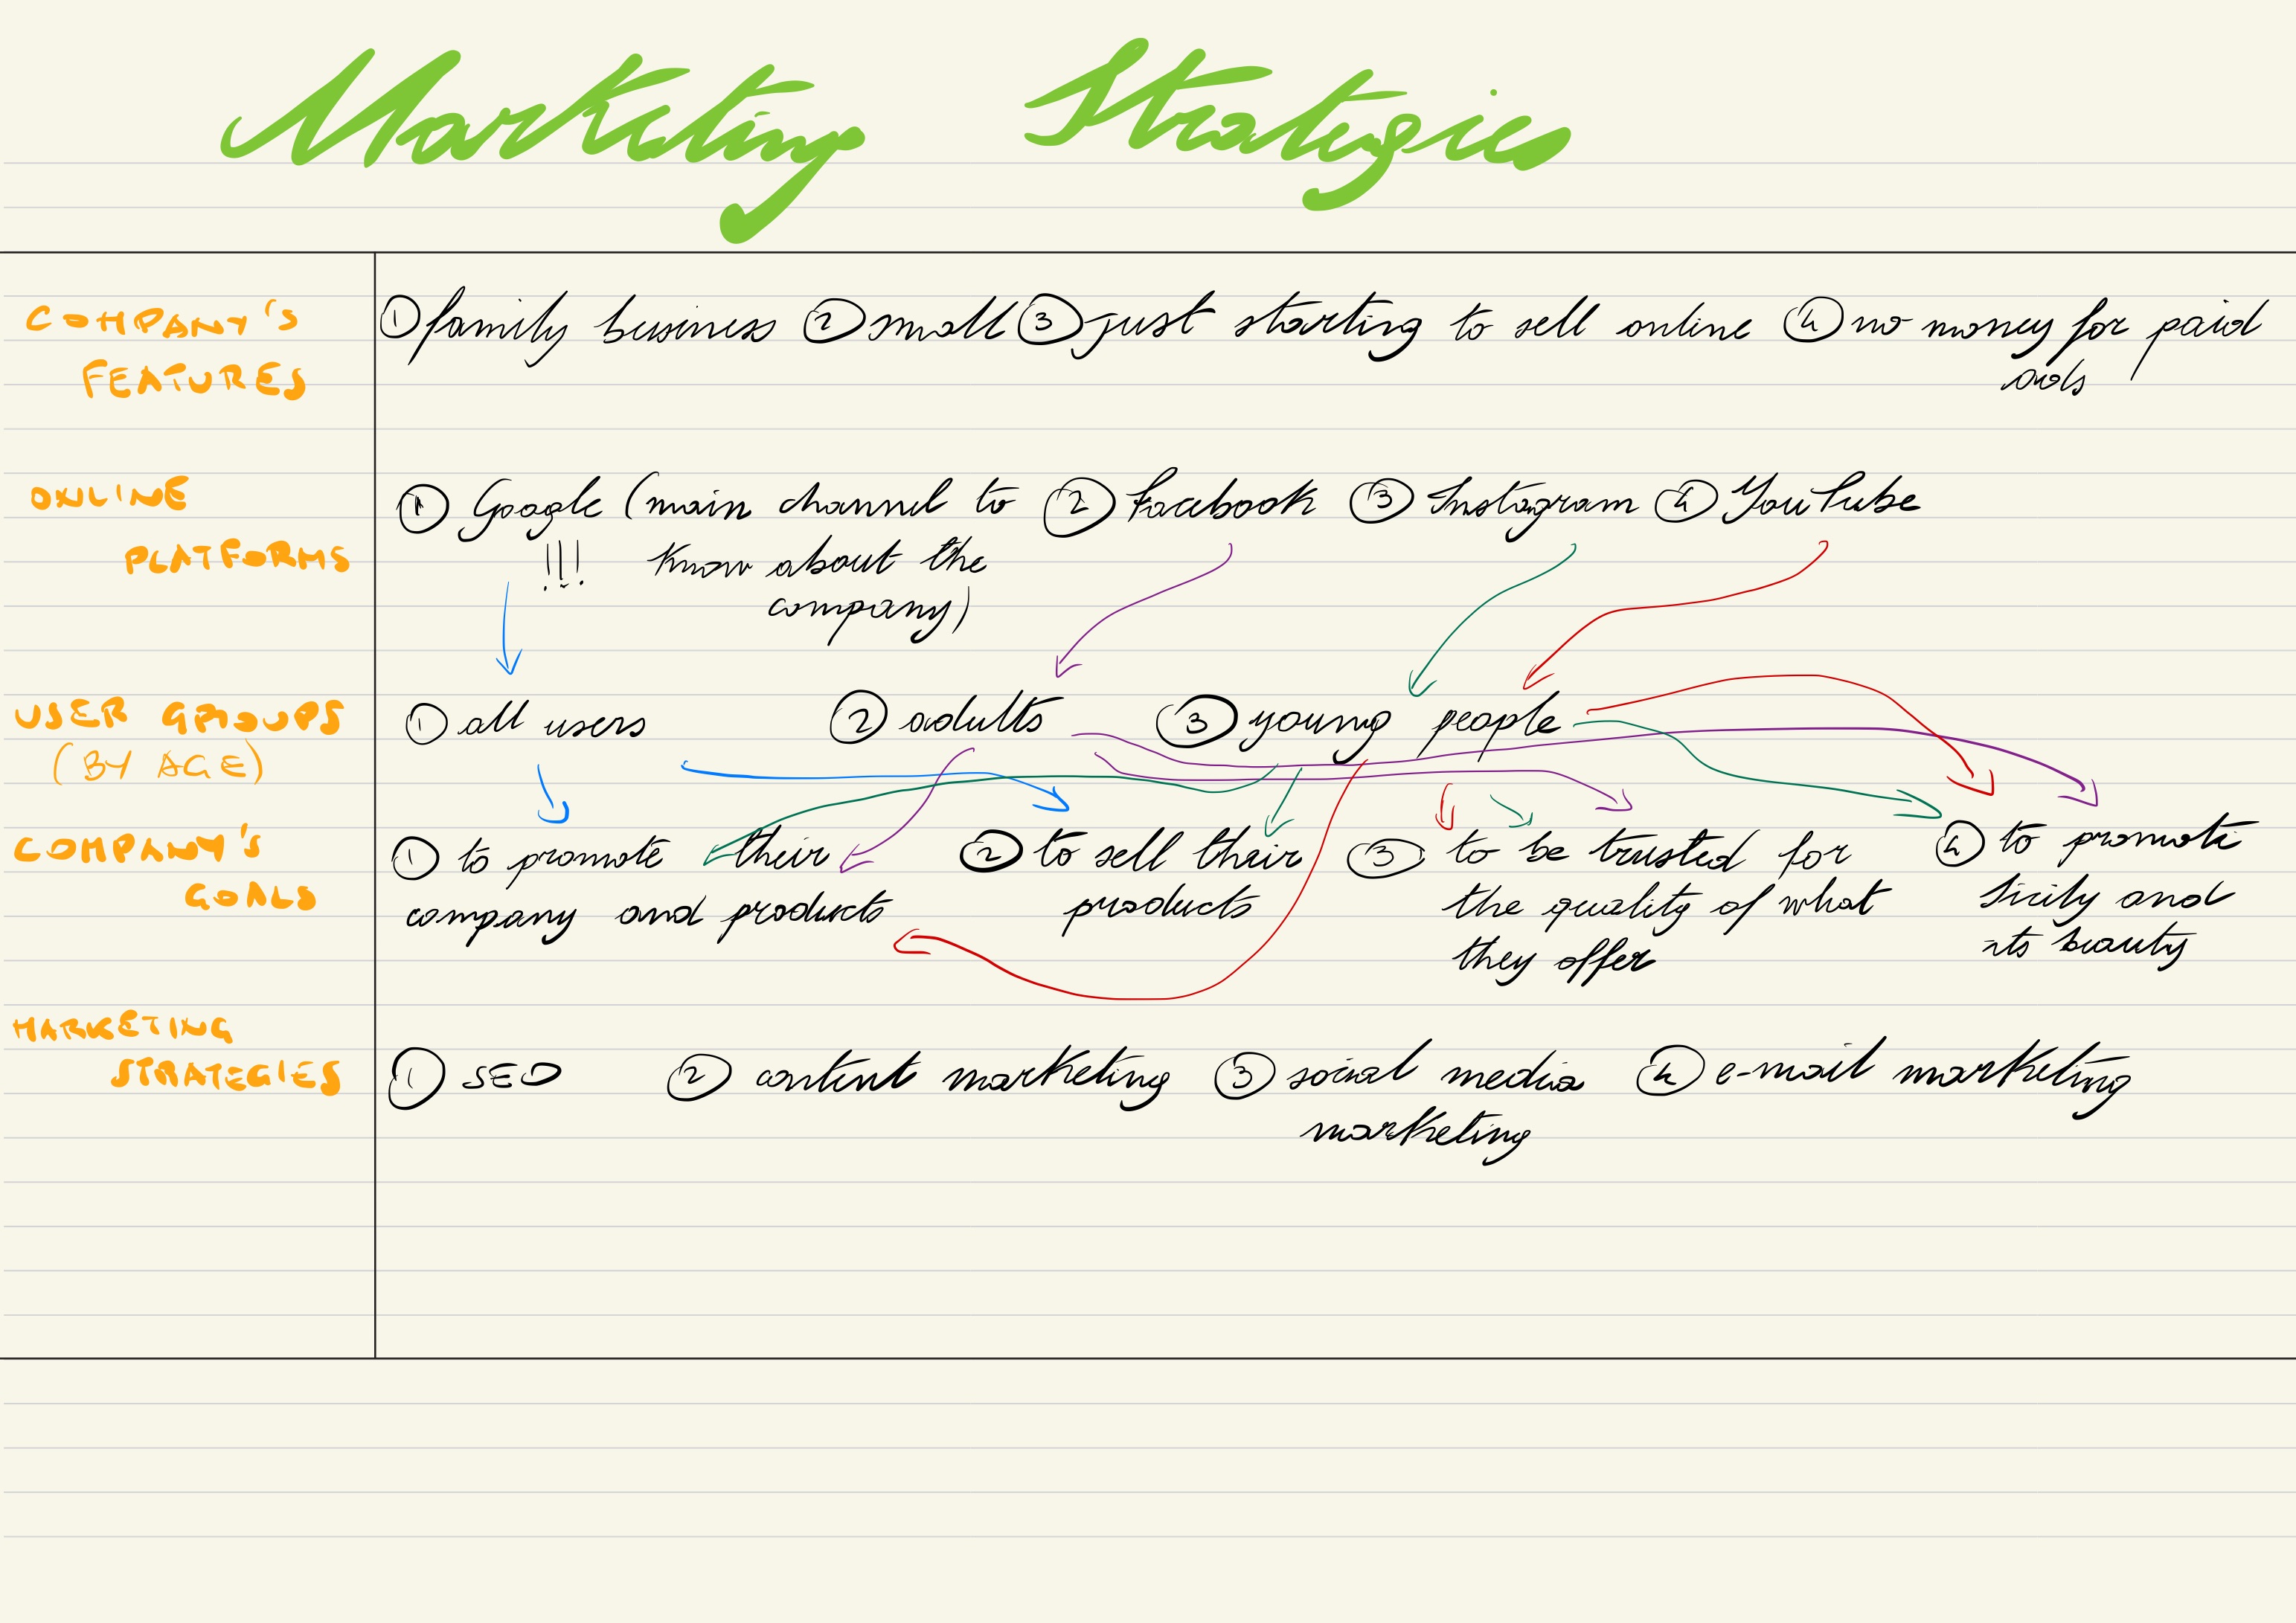 Marketing Strategies
COMPANY'S
FEATURES
① family business ② small ③ just starting to sell online ④ no money for paid
ads
ONLINE
PLATFORMS
① Google (main channel to ② Facebook ③ Instagram ④ YouTube
!!! know about the
company)
USER GROUPS
(BY AGE)
① all users ② adults ③ young people
COMPANY'S
GOALS
① to promote their ② to sell their ③ to be trusted for ④ to promote
company and products products the quality of what Sicily and
they offer its beauty
MARKETING
STRATEGIES
① SEO ② content marketing ③ social media ④ e-mail marketing
marketing